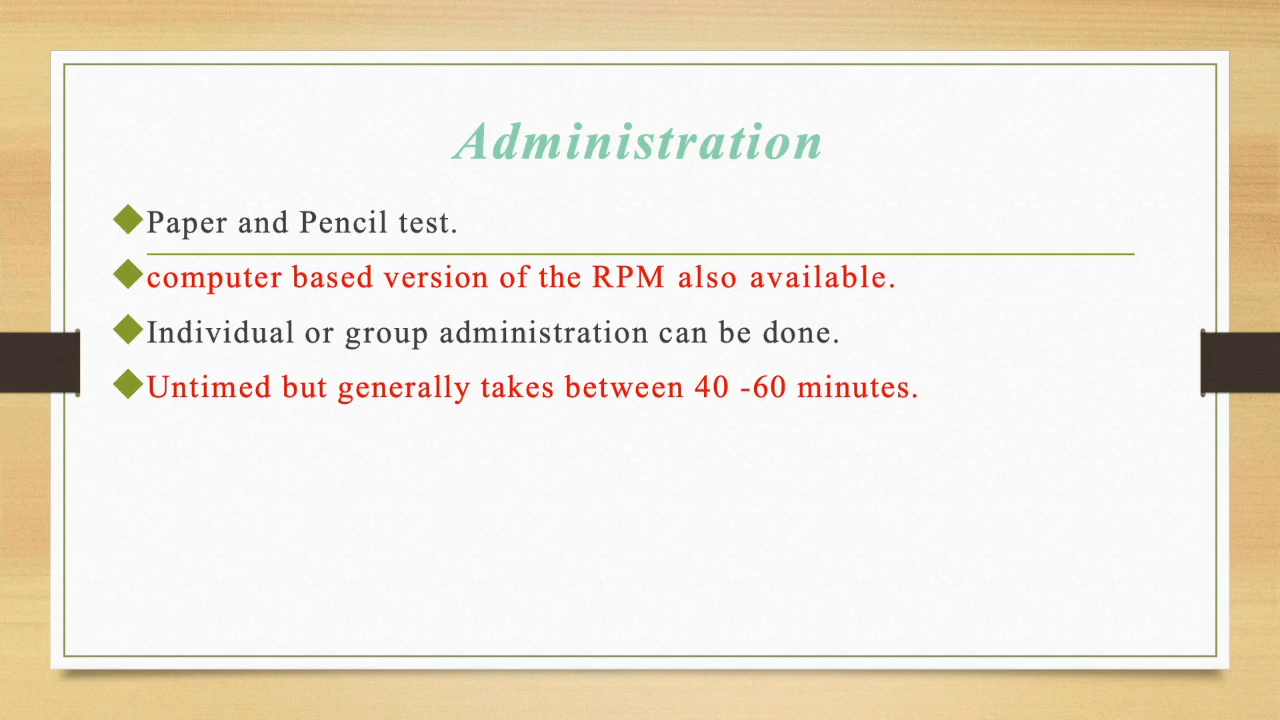 Administration
Paper and Pencil test.
computer based version of the RPM also available.
Individual or group administration can be done.
Untimed but generally takes between 40 -60 minutes.